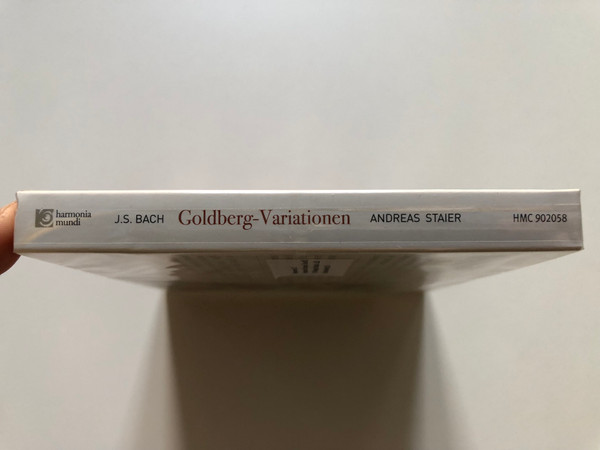 harmonia
mundi
J.S. BACH Goldberg-Variationen ANDREAS STAIER HMC 902058